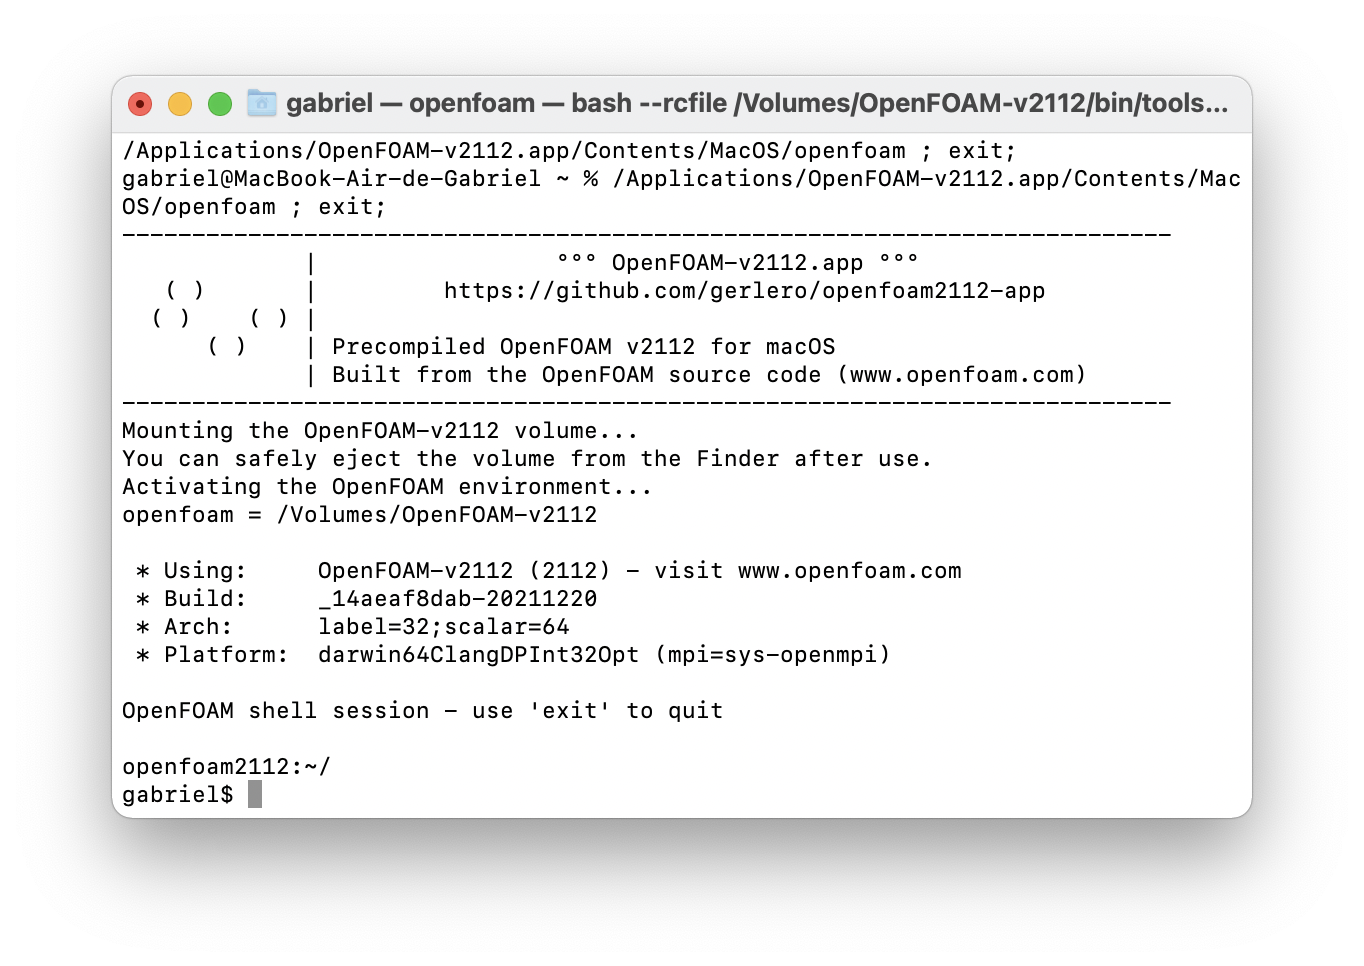 gabriel — openfoam — bash --rcfile /Volumes/OpenFOAM-v2112/bin/tools...
/Applications/OpenFOAM-v2112.app/Contents/MacOS/openfoam ; exit;
gabriel@MacBook-Air-de-Gabriel ~ % /Applications/OpenFOAM-v2112.app/Contents/Mac
OS/openfoam ; exit;
---------------------------------------------------------------------------
             |                 °°° OpenFOAM-v2112.app °°°
   ( )       |         https://github.com/gerlero/openfoam2112-app
  ( )    ( ) |
      ( )    | Precompiled OpenFOAM v2112 for macOS
             | Built from the OpenFOAM source code (www.openfoam.com)
---------------------------------------------------------------------------
Mounting the OpenFOAM-v2112 volume...
You can safely eject the volume from the Finder after use.
Activating the OpenFOAM environment...
openfoam = /Volumes/OpenFOAM-v2112
 * Using:     OpenFOAM-v2112 (2112) - visit www.openfoam.com
 * Build:     _14aeaf8dab-20211220
 * Arch:      label=32;scalar=64
 * Platform:  darwin64ClangDPInt32Opt (mpi=sys-openmpi)
OpenFOAM shell session - use 'exit' to quit
openfoam2112:~/
gabriel$